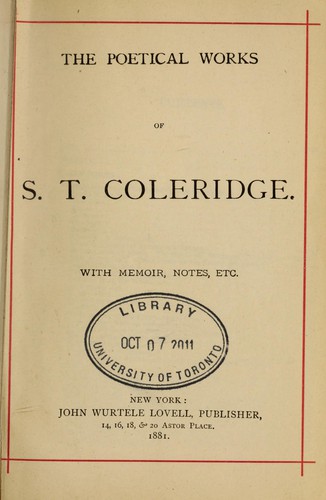 THE POETICAL WORKS
OF
S. T. COLERIDGE.
WITH MEMOIR, NOTES, ETC.
LIBRARY
OCT 07 2011
UNIVERSITY OF TORONTO
NEW YORK:
JOHN WURTELE LOVELL, PUBLISHER,
14, 16, 18, & 20 ASTOR PLACE.
1881.